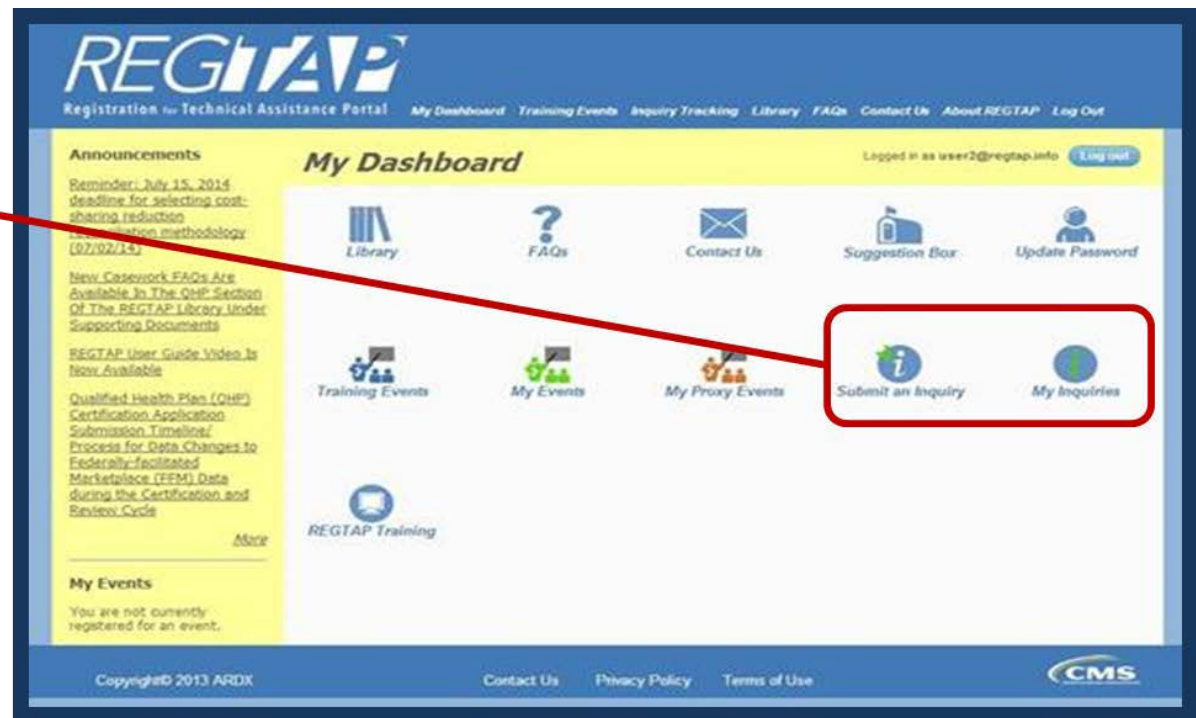 REGTAP
Registration for Technical Assistance Portal
My Dashboard Training Events Inquiry Tracking Library FAQs Contact Us About REGTAP Log Out
Announcements
Reminder: July 15, 2014
deadline for selecting cost-
sharing reduction
reconciliation methodology
(07/02/14)
New Casework FAQs Are
Available In The QHP Section
Of The REGTAP Library Under
Supporting Documents
REGTAP User Guide Video Is
Now Available
Qualified Health Plan (QHP)
Certification Application
Submission Timeline/
Process for Data Changes to
Federally-facilitated
Marketplace (FFM) Data
during the Certification and
Review Cycle
More
My Events
You are not currently
registered for an event.
My Dashboard
Logged in as user2@regtap.info Log out
Library FAQs Contact Us Suggestion Box Update Password
Training Events My Events My Proxy Events Submit an Inquiry My Inquiries
REGTAP Training
Copyright© 2013 ARDX Contact Us Privacy Policy Terms of Use CMS